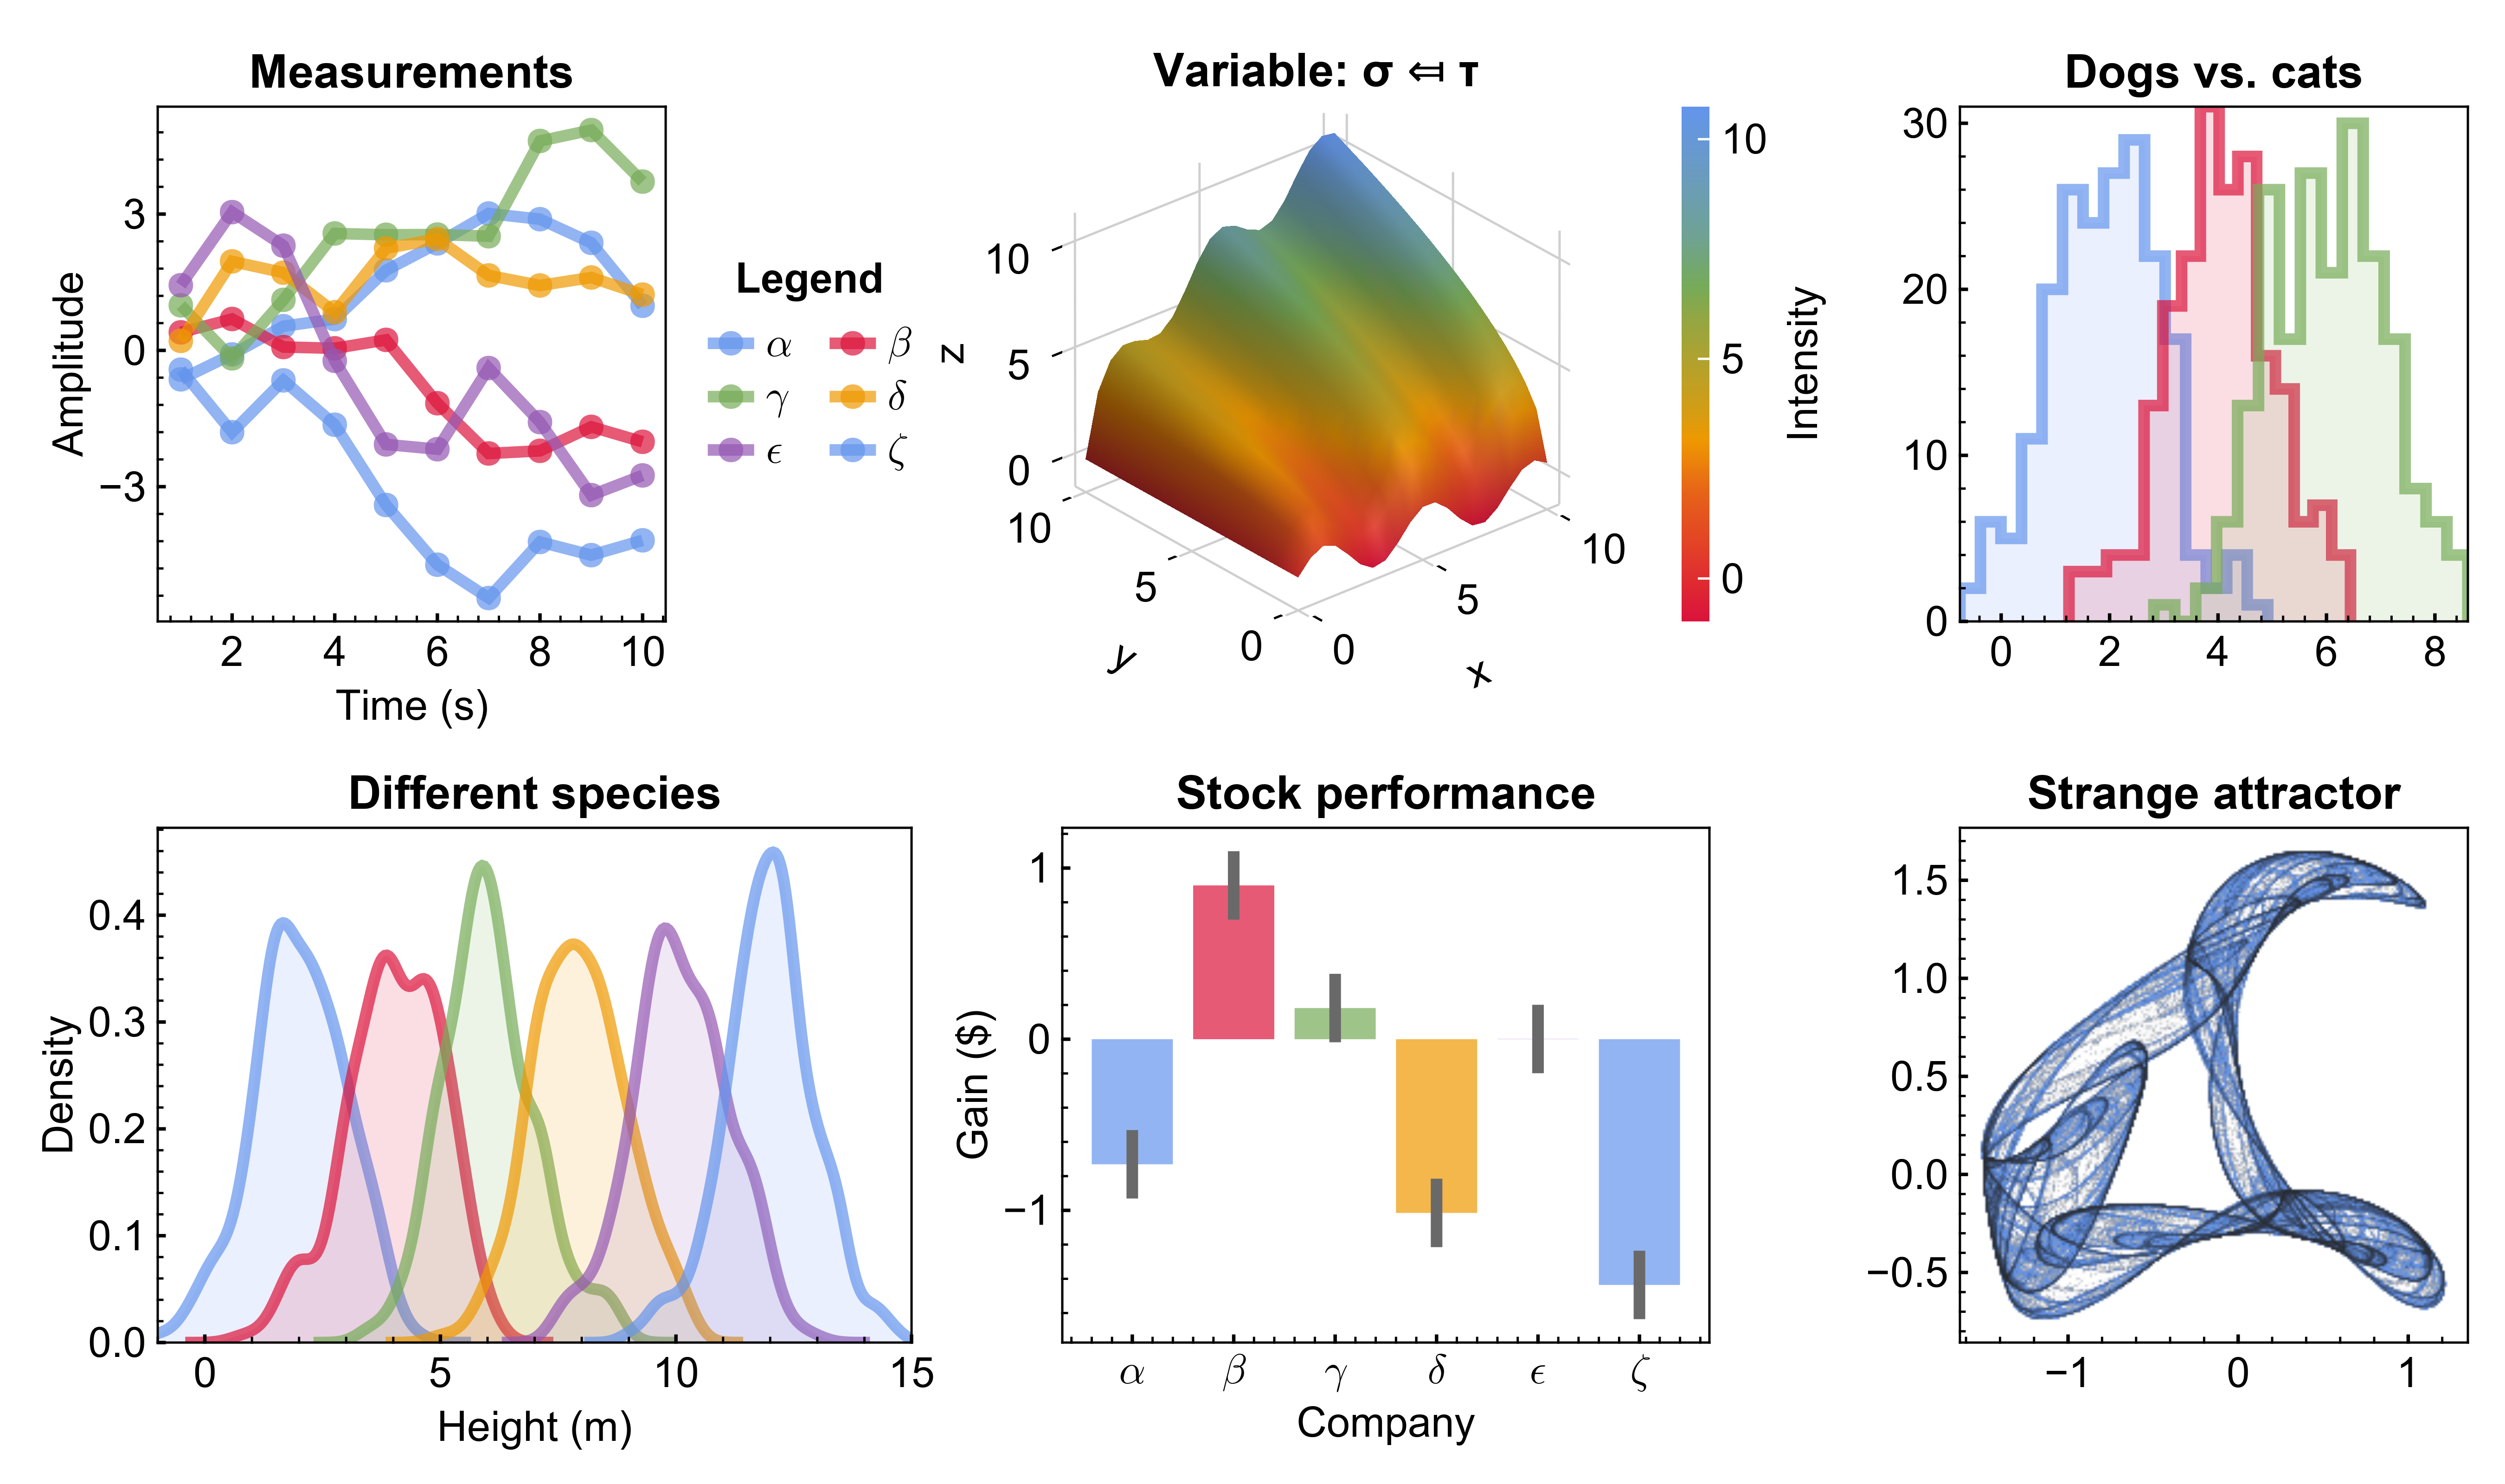 Measurements
Amplitude
3
0
−3
2 4 6 8 10
Time (s)
Legend
α β
γ δ
ϵ ζ
Variable: σ ⤆ τ
z
10
5
0
10
5
0
y
0
5
10
x
10
5
0
Intensity
Dogs vs. cats
30
20
10
0
0 2 4 6 8
Different species
Density
0.4
0.3
0.2
0.1
0.0
0 5 10 15
Height (m)
Stock performance
Gain ($)
1
0
−1
α β γ δ ϵ ζ
Company
Strange attractor
1.5
1.0
0.5
0.0
−0.5
−1 0 1